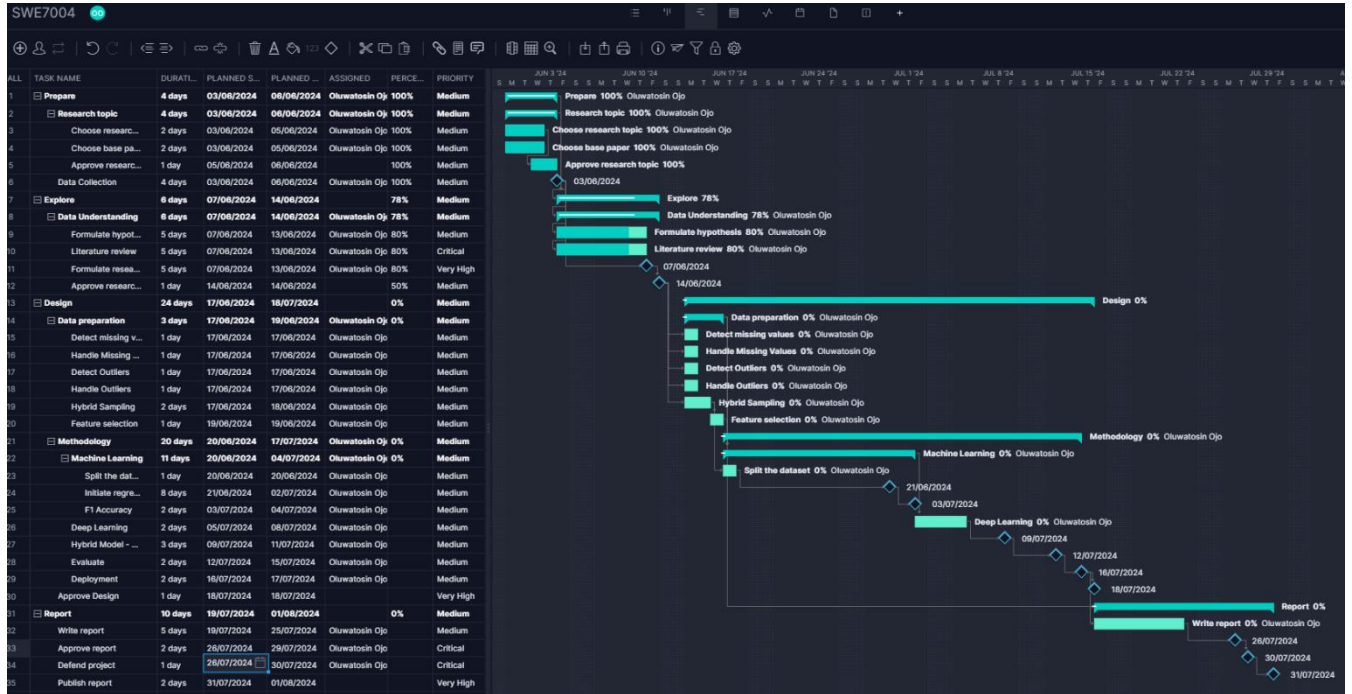 SWE7004
ALL TASK NAME DURATI... PLANNED S... PLANNED ... ASSIGNED PERCE... PRIORITY JUN 3 '24 JUN 10 '24 JUN 17 '24 JUN 24 '24 JUL 1 '24 JUL 8 '24 JUL 15 '24 JUL 22 '24 JUL 29 '24
1 Prepare 4 days 03/06/2024 06/06/2024 Oluwatosin Oj 100% Medium Prepare 100% Oluwatosin Ojo
2 Research topic 4 days 03/06/2024 06/06/2024 Oluwatosin Oj 100% Medium Research topic 100% Oluwatosin Ojo
3 Choose researc... 2 days 03/06/2024 05/06/2024 Oluwatosin Ojo 100% Medium Choose research topic 100% Oluwatosin Ojo
4 Choose base pa... 2 days 03/06/2024 05/06/2024 Oluwatosin Ojo 100% Medium Choose base paper 100% Oluwatosin Ojo
5 Approve researc... 1 day 05/06/2024 06/06/2024 100% Medium Approve research topic 100%
6 Data Collection 4 days 03/06/2024 06/06/2024 Oluwatosin Ojo 100% Medium 03/06/2024
7 Explore 6 days 07/06/2024 14/06/2024 78% Medium Explore 78%
8 Data Understanding 6 days 07/06/2024 14/06/2024 Oluwatosin Oj 78% Medium Data Understanding 78% Oluwatosin Ojo
9 Formulate hypot... 5 days 07/06/2024 13/06/2024 Oluwatosin Ojo 80% Medium Formulate hypothesis 80% Oluwatosin Ojo
10 Literature review 5 days 07/06/2024 13/06/2024 Oluwatosin Ojo 80% Critical Literature review 80% Oluwatosin Ojo
11 Formulate resea... 5 days 07/06/2024 13/06/2024 Oluwatosin Ojo 80% Very High 07/06/2024
12 Approve researc... 1 day 14/06/2024 14/06/2024 50% Medium 14/06/2024
13 Design 24 days 17/06/2024 18/07/2024 0% Medium Design 0%
14 Data preparation 3 days 17/06/2024 19/06/2024 Oluwatosin Oj 0% Medium Data preparation 0% Oluwatosin Ojo
15 Detect missing v... 1 day 17/06/2024 17/06/2024 Oluwatosin Ojo Medium Detect missing values 0% Oluwatosin Ojo
16 Handle Missing ... 1 day 17/06/2024 17/06/2024 Oluwatosin Ojo Medium Handle Missing Values 0% Oluwatosin Ojo
17 Detect Outliers 1 day 17/06/2024 17/06/2024 Oluwatosin Ojo Medium Detect Outliers 0% Oluwatosin Ojo
18 Handle Outliers 1 day 17/06/2024 17/06/2024 Oluwatosin Ojo Medium Handle Outliers 0% Oluwatosin Ojo
19 Hybrid Sampling 2 days 17/06/2024 18/06/2024 Oluwatosin Ojo Medium Hybrid Sampling 0% Oluwatosin Ojo
20 Feature selection 1 day 19/06/2024 19/06/2024 Oluwatosin Ojo Medium Feature selection 0% Oluwatosin Ojo
21 Methodology 20 days 20/06/2024 17/07/2024 Oluwatosin Oj 0% Medium Methodology 0% Oluwatosin Ojo
22 Machine Learning 11 days 20/06/2024 04/07/2024 Oluwatosin Oj 0% Medium Machine Learning 0% Oluwatosin Ojo
23 Split the dat... 1 day 20/06/2024 20/06/2024 Oluwatosin Ojo Medium Split the dataset 0% Oluwatosin Ojo
24 Initiate regre... 8 days 21/06/2024 02/07/2024 Oluwatosin Ojo Medium 21/06/2024
25 F1 Accuracy 2 days 03/07/2024 04/07/2024 Oluwatosin Ojo Medium 03/07/2024
26 Deep Learning 2 days 05/07/2024 08/07/2024 Oluwatosin Ojo Medium Deep Learning 0% Oluwatosin Ojo
27 Hybrid Model - ... 3 days 09/07/2024 11/07/2024 Oluwatosin Ojo Medium 09/07/2024
28 Evaluate 2 days 12/07/2024 15/07/2024 Oluwatosin Ojo Medium 12/07/2024
29 Deployment 2 days 16/07/2024 17/07/2024 Oluwatosin Ojo Medium 16/07/2024
30 Approve Design 1 day 18/07/2024 18/07/2024 Very High 18/07/2024
31 Report 10 days 19/07/2024 01/08/2024 0% Medium Report 0%
32 Write report 5 days 19/07/2024 25/07/2024 Oluwatosin Ojo Medium Write report 0% Oluwatosin Ojo
33 Approve report 2 days 26/07/2024 29/07/2024 Oluwatosin Ojo Critical 26/07/2024
34 Defend project 1 day 26/07/2024 30/07/2024 Oluwatosin Ojo Critical 30/07/2024
35 Publish report 2 days 31/07/2024 01/08/2024 Very High 31/07/2024